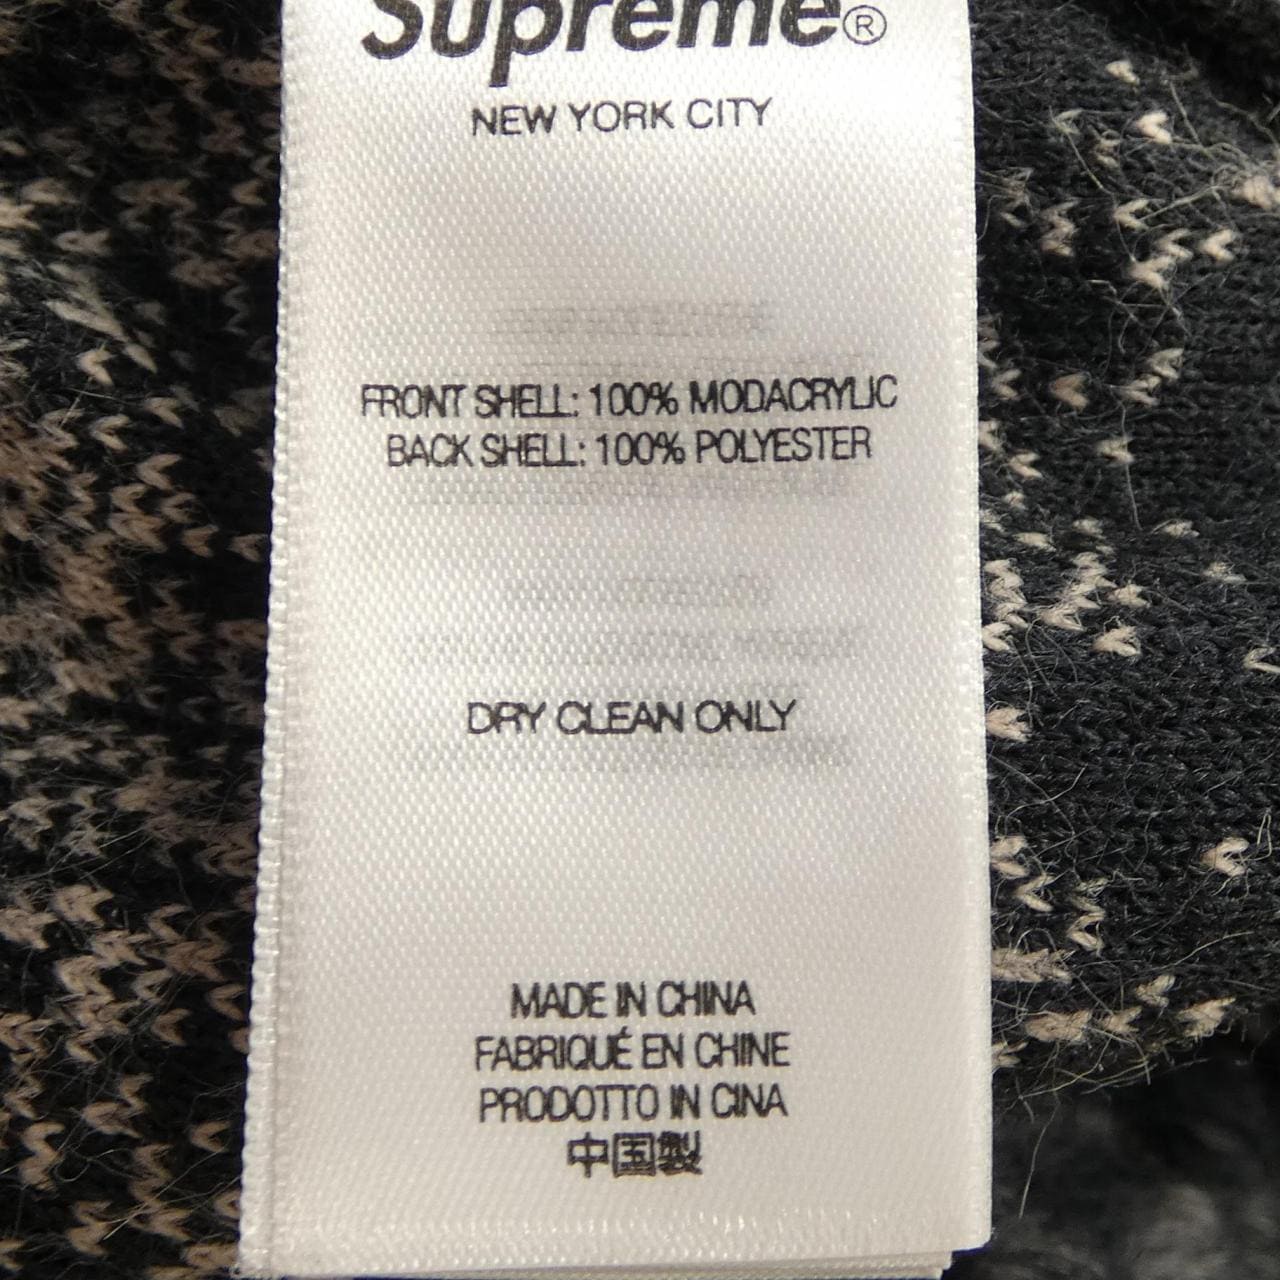 Supreme®
NEW YORK CITY
FRONT SHELL: 100% MODACRYLIC
BACK SHELL: 100% POLYESTER
DRY CLEAN ONLY
MADE IN CHINA
FABRIQUÉ EN CHINE
PRODOTTO IN CINA
中国製